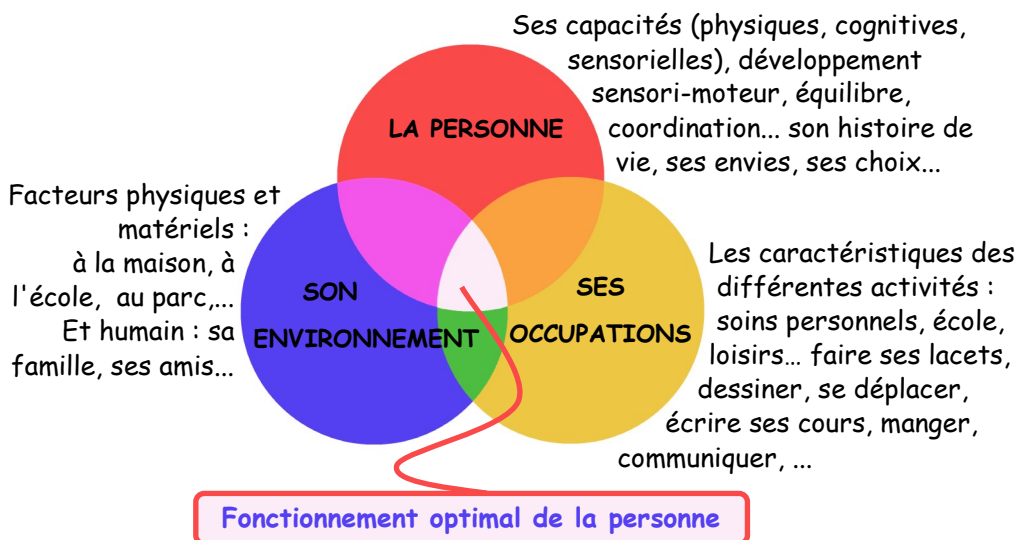 Ses capacités (physiques, cognitives,
sensorielles), développement
sensori-moteur, équilibre,
coordination... son histoire de
vie, ses envies, ses choix...
LA PERSONNE
Facteurs physiques et
matériels :
à la maison, à
l'école, au parc,...
Et humain : sa
famille, ses amis...
SON
ENVIRONNEMENT
SES
OCCUPATIONS
Les caractéristiques des
différentes activités :
soins personnels, école,
loisirs... faire ses lacets,
dessiner, se déplacer,
écrire ses cours, manger,
communiquer, ...
Fonctionnement optimal de la personne